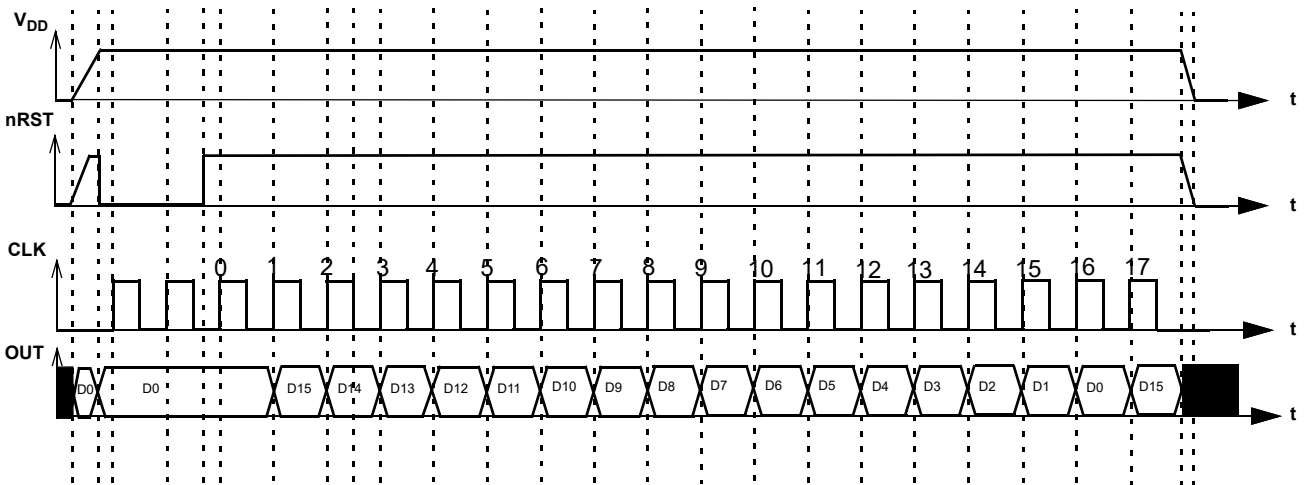 VDD
t
nRST
t
CLK
0 1 2 3 4 5 6 7 8 9 10 11 12 13 14 15 16 17
t
OUT
D0 D0 D15 D14 D13 D12 D11 D10 D9 D8 D7 D6 D5 D4 D3 D2 D1 D0 D15
t